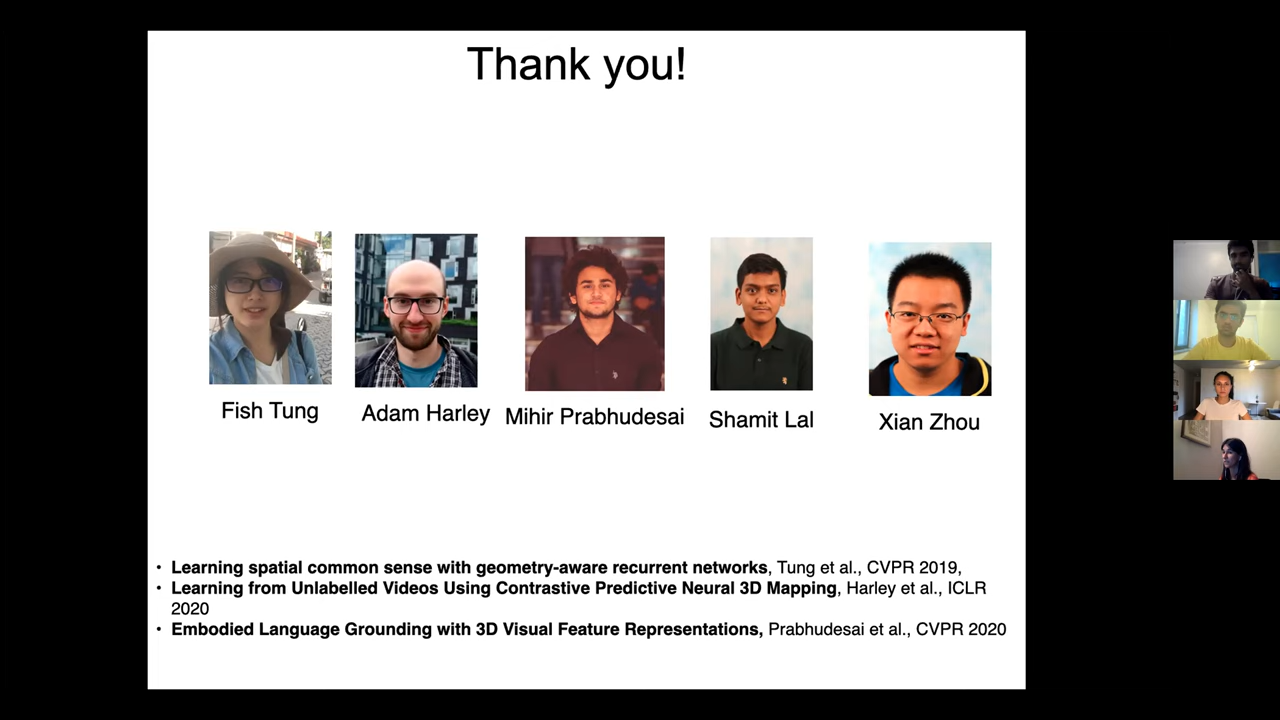 Thank you!
Fish Tung
Adam Harley
Mihir Prabhudesai
Shamit Lal
Xian Zhou
• Learning spatial common sense with geometry-aware recurrent networks, Tung et al., CVPR 2019,
• Learning from Unlabelled Videos Using Contrastive Predictive Neural 3D Mapping, Harley et al., ICLR
2020
• Embodied Language Grounding with 3D Visual Feature Representations, Prabhudesai et al., CVPR 2020